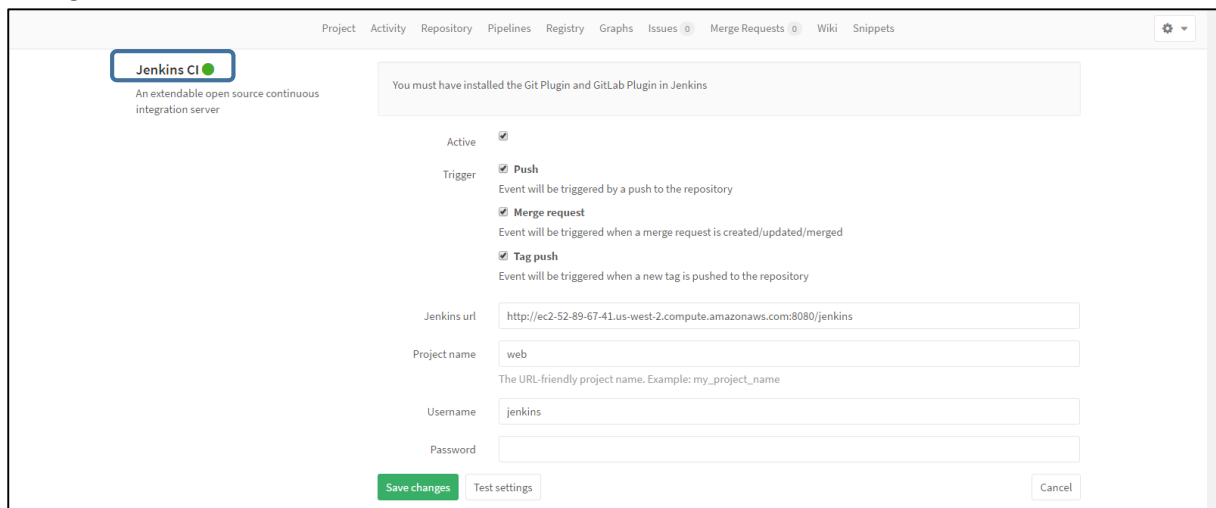 Project Activity Repository Pipelines Registry Graphs Issues 0 Merge Requests 0 Wiki Snippets
Jenkins CI
An extendable open source continuous
integration server
You must have installed the Git Plugin and GitLab Plugin in Jenkins
Active
Trigger
Push
Event will be triggered by a push to the repository
Merge request
Event will be triggered when a merge request is created/updated/merged
Tag push
Event will be triggered when a new tag is pushed to the repository
Jenkins url http://ec2-52-89-67-41.us-west-2.compute.amazonaws.com:8080/jenkins
Project name web
The URL-friendly project name. Example: my_project_name
Username jenkins
Password
Save changes Test settings Cancel